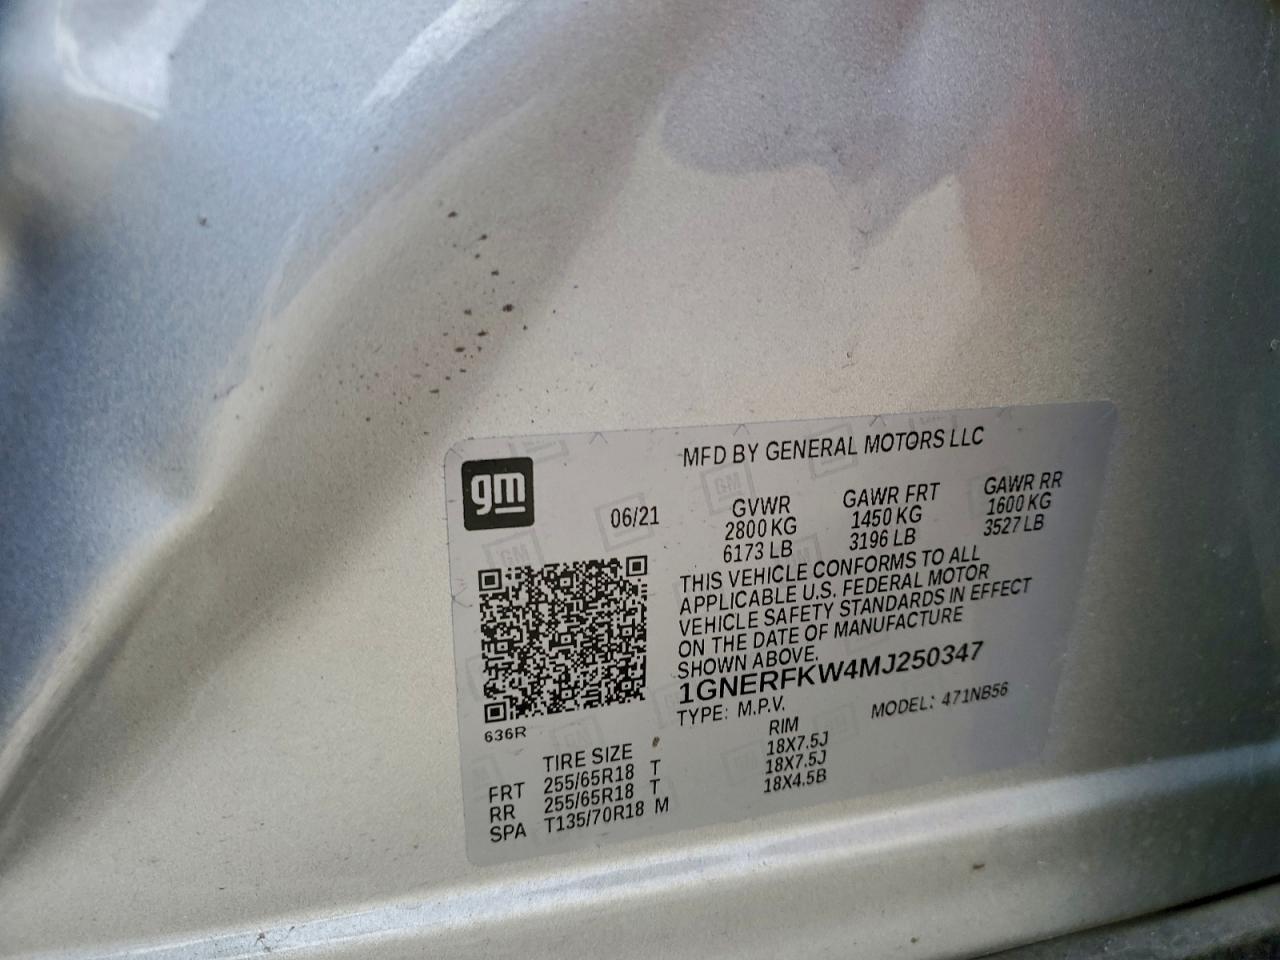 MFD BY GENERAL MOTORS LLC
gm
06/21
GVWR GAWR FRT GAWR RR
2800 KG 1450 KG 1600 KG
6173 LB 3196 LB 3527 LB
THIS VEHICLE CONFORMS TO ALL
APPLICABLE U.S. FEDERAL MOTOR
VEHICLE SAFETY STANDARDS IN EFFECT
ON THE DATE OF MANUFACTURE
SHOWN ABOVE.
1GNERFKW4MJ250347
TYPE: M.P.V. MODEL: 471NB56
636R
TIRE SIZE RIM
FRT 255/65R18 T 18X7.5J
RR 255/65R18 T 18X7.5J
SPA T135/70R18 M 18X4.5B